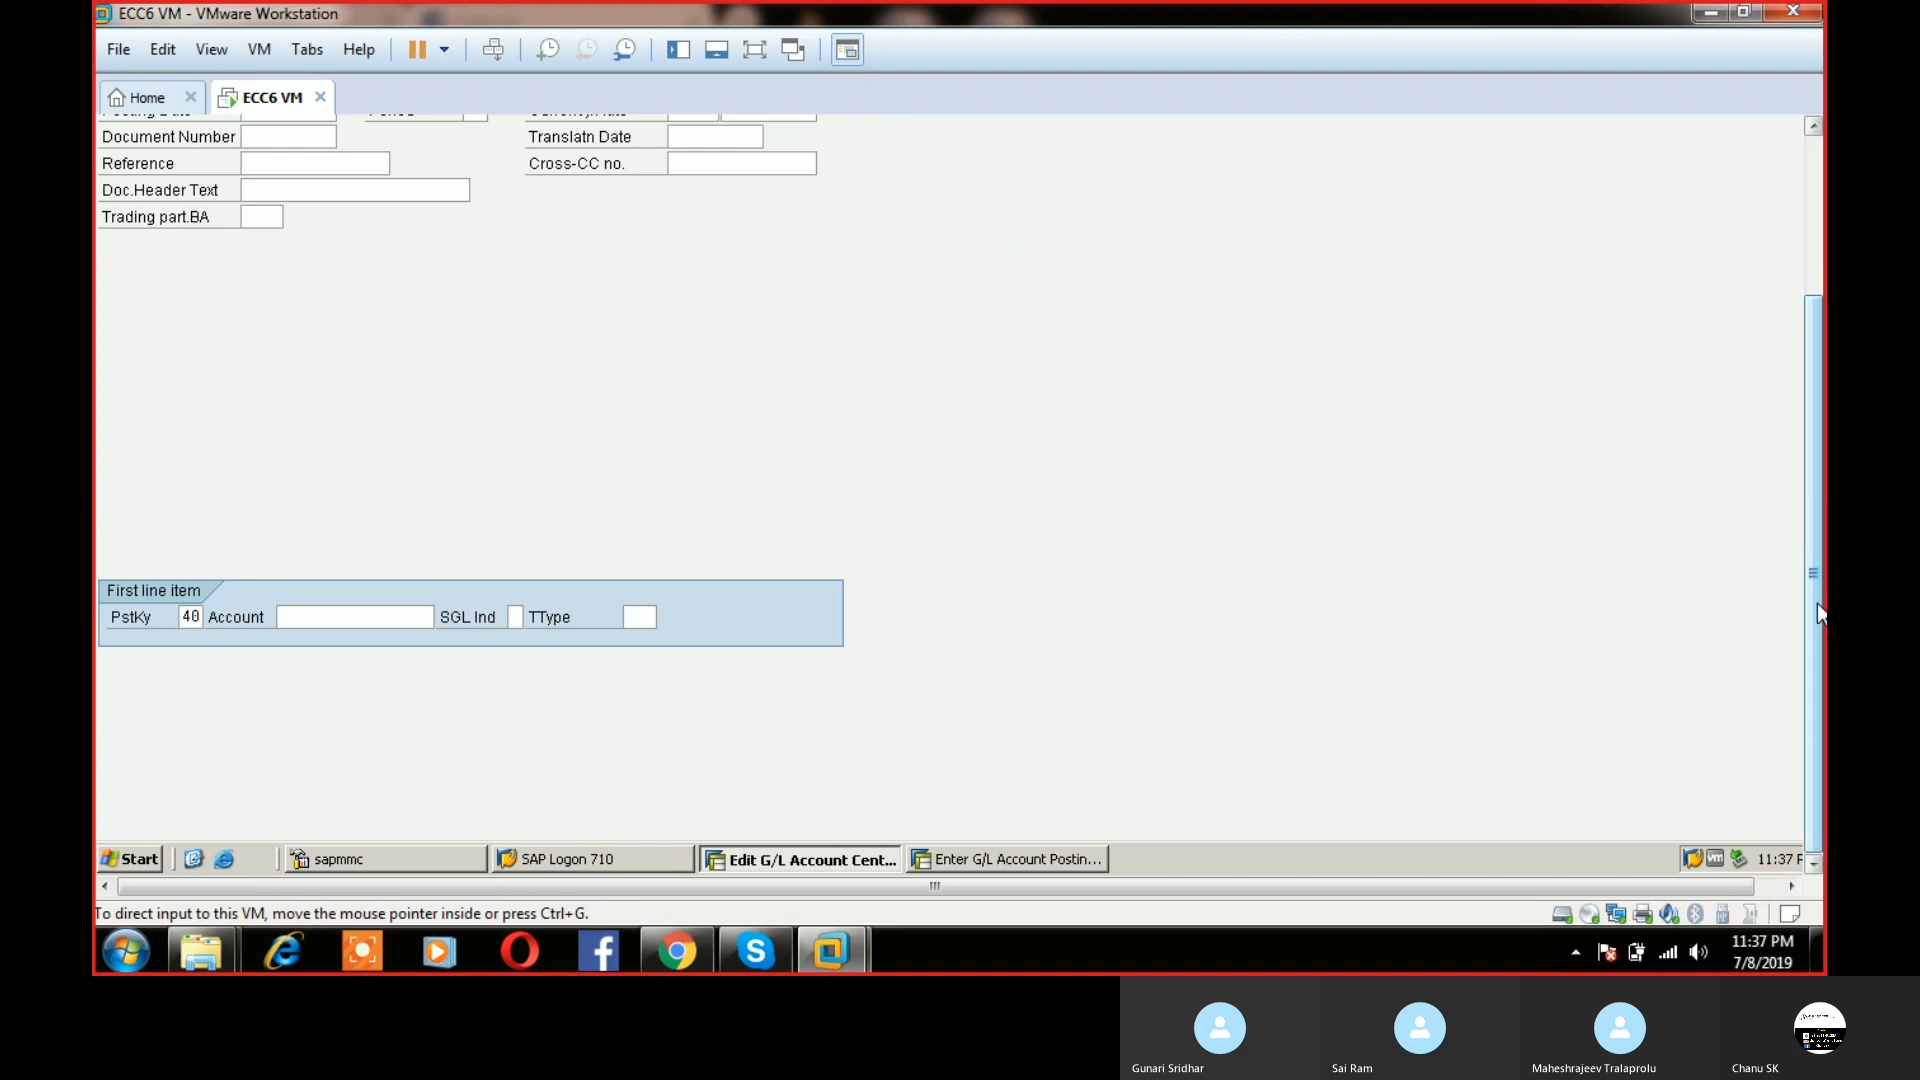 ECC6 VM - VMware Workstation
File Edit View VM Tabs Help
Home ECC6 VM
Document Number Translatn Date
Reference Cross-CC no.
Doc.Header Text
Trading part.BA
First line item
PstKy 40 Account SGL Ind TType
Start sapmmc SAP Logon 710 Edit G/L Account Cent... Enter G/L Account Postin... 11:37 P
To direct input to this VM, move the mouse pointer inside or press Ctrl+G.
11:37 PM
7/8/2019
Gunari Sridhar Sai Ram Maheshrajeev Tralaprolu Chanu SK